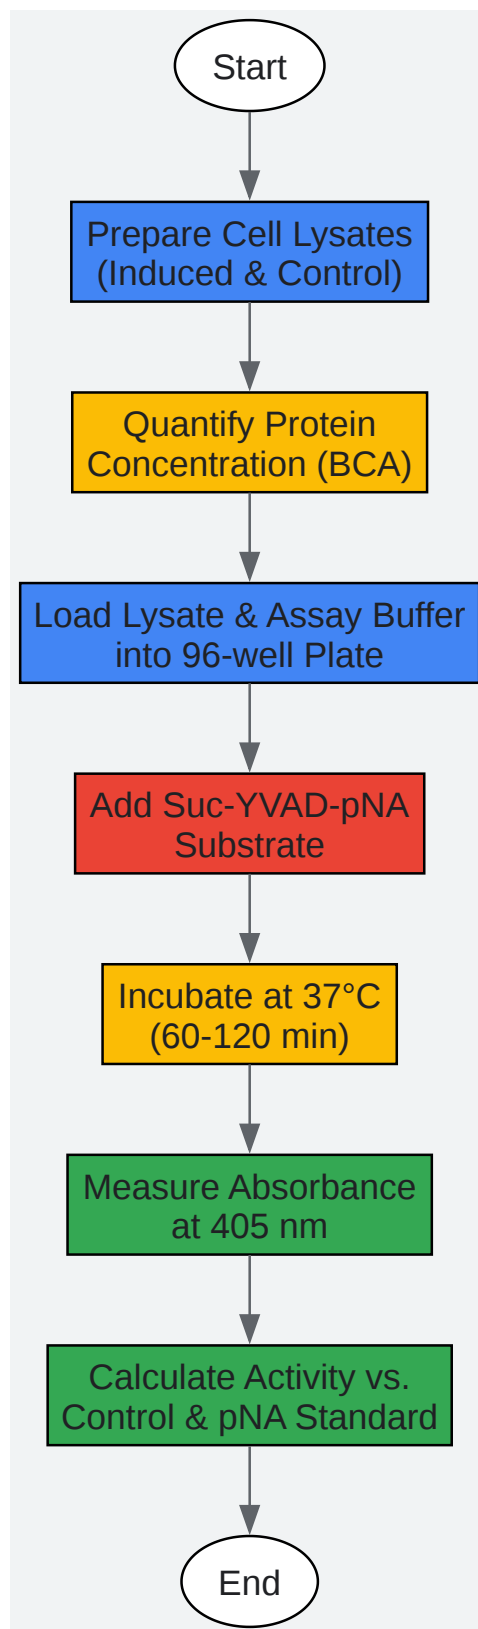 Start
Prepare Cell Lysates
(Induced & Control)
Quantify Protein
Concentration (BCA)
Load Lysate & Assay Buffer
into 96-well Plate
Add Suc-YVAD-pNA
Substrate
Incubate at 37°C
(60-120 min)
Measure Absorbance
at 405 nm
Calculate Activity vs.
Control & pNA Standard
End